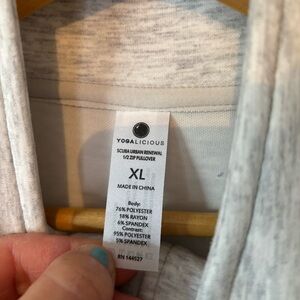 YOGALICIOUS
SCUBA URBAN RENEWAL
1/2 ZIP PULLOVER
XL
MADE IN CHINA
Body:
76% POLYESTER
18% RAYON
6% SPANDEX
Contrast:
95% POLYESTER
5% SPANDEX
RN 144527